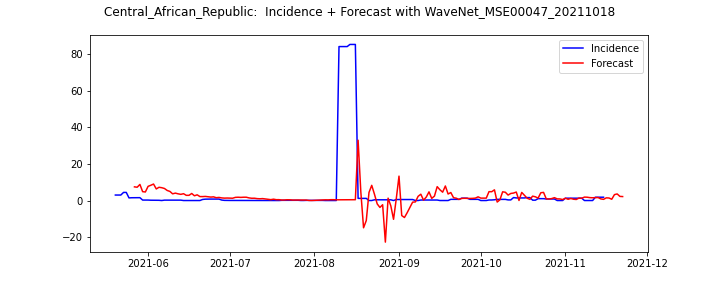 Central_African_Republic:  Incidence + Forecast with WaveNet_MSE00047_20211018
Incidence
Forecast
80
60
40
20
0
−20
2021-06 2021-07 2021-08 2021-09 2021-10 2021-11 2021-12